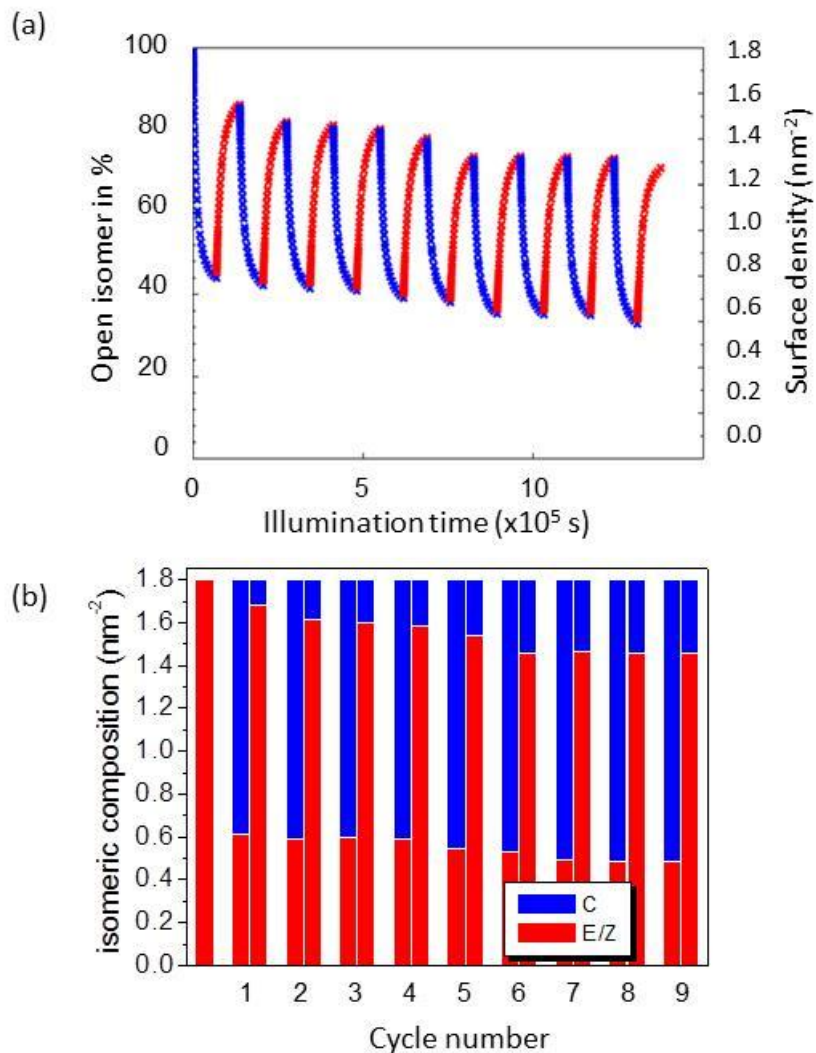 (a)
100
80
60
40
20
0
Open isomer in %
1.8
1.6
1.4
1.2
1.0
0.8
0.6
0.4
0.2
0.0
Surface density (nm⁻²)
0 5 10
Illumination time (x10⁵ s)
(b)
1.8
1.6
1.4
1.2
1.0
0.8
0.6
0.4
0.2
0.0
isomeric composition (nm⁻²)
C
E/Z
1 2 3 4 5 6 7 8 9
Cycle number